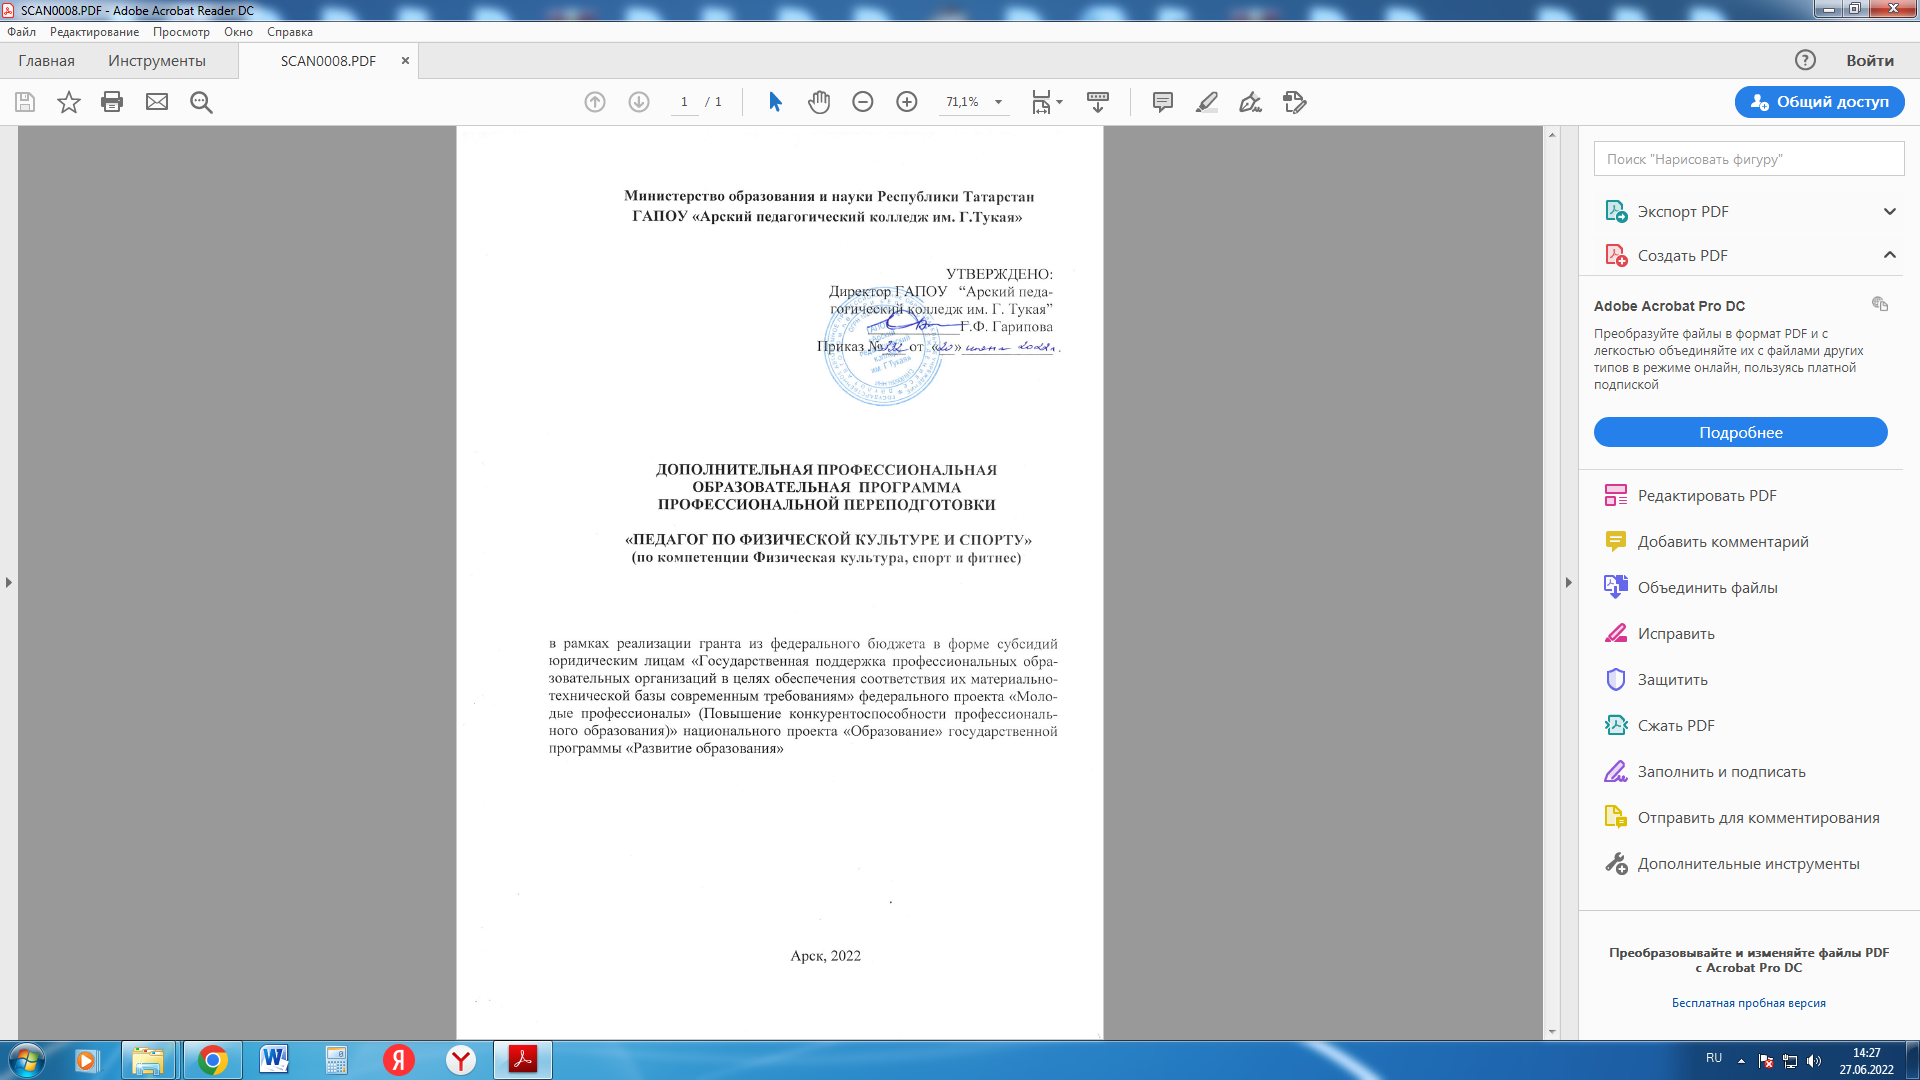 SCAN0008.PDF - Adobe Acrobat Reader DC
Файл Редактирование Просмотр Окно Справка
Главная Инструменты SCAN0008.PDF × Войти
1 / 1 71,1% Общий доступ
Министерство образования и науки Республики Татарстан
ГАПОУ «Арский педагогический колледж им. Г.Тукая»
УТВЕРЖДЕНО:
Директор ГАПОУ “Арский педа-
гогический колледж им. Г. Тукая”
Г.Ф. Гарипова
Приказ № от «20» 2022г.
ДОПОЛНИТЕЛЬНАЯ ПРОФЕССИОНАЛЬНАЯ
ОБРАЗОВАТЕЛЬНАЯ ПРОГРАММА
ПРОФЕССИОНАЛЬНОЙ ПЕРЕПОДГОТОВКИ
«ПЕДАГОГ ПО ФИЗИЧЕСКОЙ КУЛЬТУРЕ И СПОРТУ»
(по компетенции Физическая культура, спорт и фитнес)
в рамках реализации гранта из федерального бюджета в форме субсидий
юридическим лицам «Государственная поддержка профессиональных обра-
зовательных организаций в целях обеспечения соответствия их материально-
технической базы современным требованиям» федерального проекта «Моло-
дые профессионалы» (Повышение конкурентоспособности профессиональ-
ного образования)» национального проекта «Образование» государственной
программы «Развитие образования»
Арск, 2022
Поиск "Нарисовать фигуру"
Экспорт PDF
Создать PDF
Adobe Acrobat Pro DC
Преобразуйте файлы в формат PDF и с
легкостью объединяйте их с файлами других
типов в режиме онлайн, пользуясь платной
подпиской
Подробнее
Редактировать PDF
Добавить комментарий
Объединить файлы
Исправить
Защитить
Сжать PDF
Заполнить и подписать
Отправить для комментирования
Дополнительные инструменты
Преобразовывайте и изменяйте файлы PDF
с Acrobat Pro DC
Бесплатная пробная версия
RU 14:27
27.06.2022